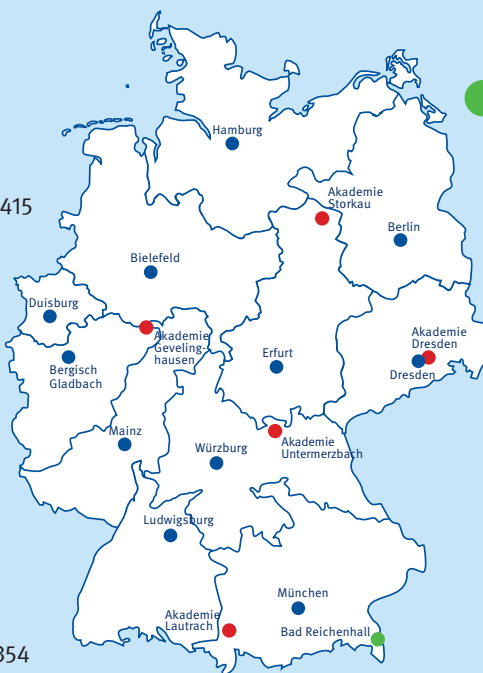 Hamburg
415
Akademie
Storkau
Berlin
Bielefeld
Duisburg
Akademie
Geveling-
hausen
Akademie
Dresden
Dresden
Bergisch
Gladbach
Erfurt
Mainz
Würzburg
Akademie
Untermerzbach
Ludwigsburg
München
Akademie
Lautrach
Bad Reichenhall
354